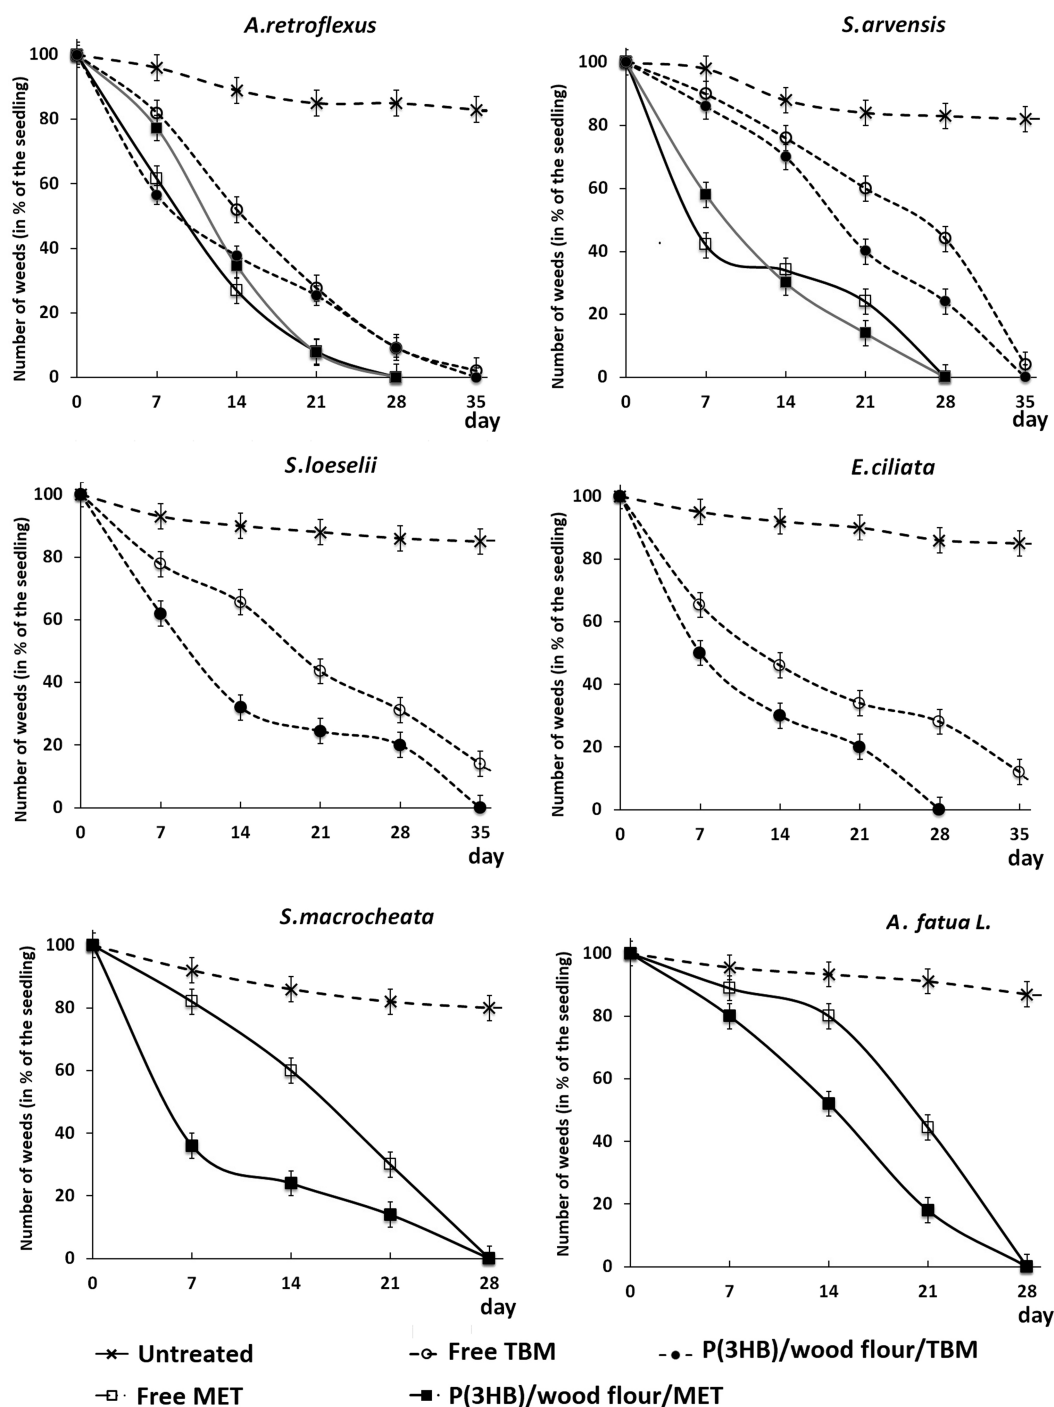 A.retroflexus
Number of weeds (in % of the seedling)
100
80
60
40
20
0
0 7 14 21 28 35
day
S.arvensis
Number of weeds (in % of the seedling)
100
80
60
40
20
0
0 7 14 21 28 35
day
S.loeselii
Number of weeds (in % of the seedling)
100
80
60
40
20
0
0 7 14 21 28 35
day
E.ciliata
Number of weeds (in % of the seedling)
100
80
60
40
20
0
0 7 14 21 28 35
day
S.macrocheata
Number of weeds (in % of the seedling)
100
80
60
40
20
0
0 7 14 21 28
day
A. fatua L.
Number of weeds (in % of the seedling)
100
80
60
40
20
0
0 7 14 21 28
day
Untreated
Free TBM
P(3HB)/wood flour/TBM
Free MET
P(3HB)/wood flour/MET